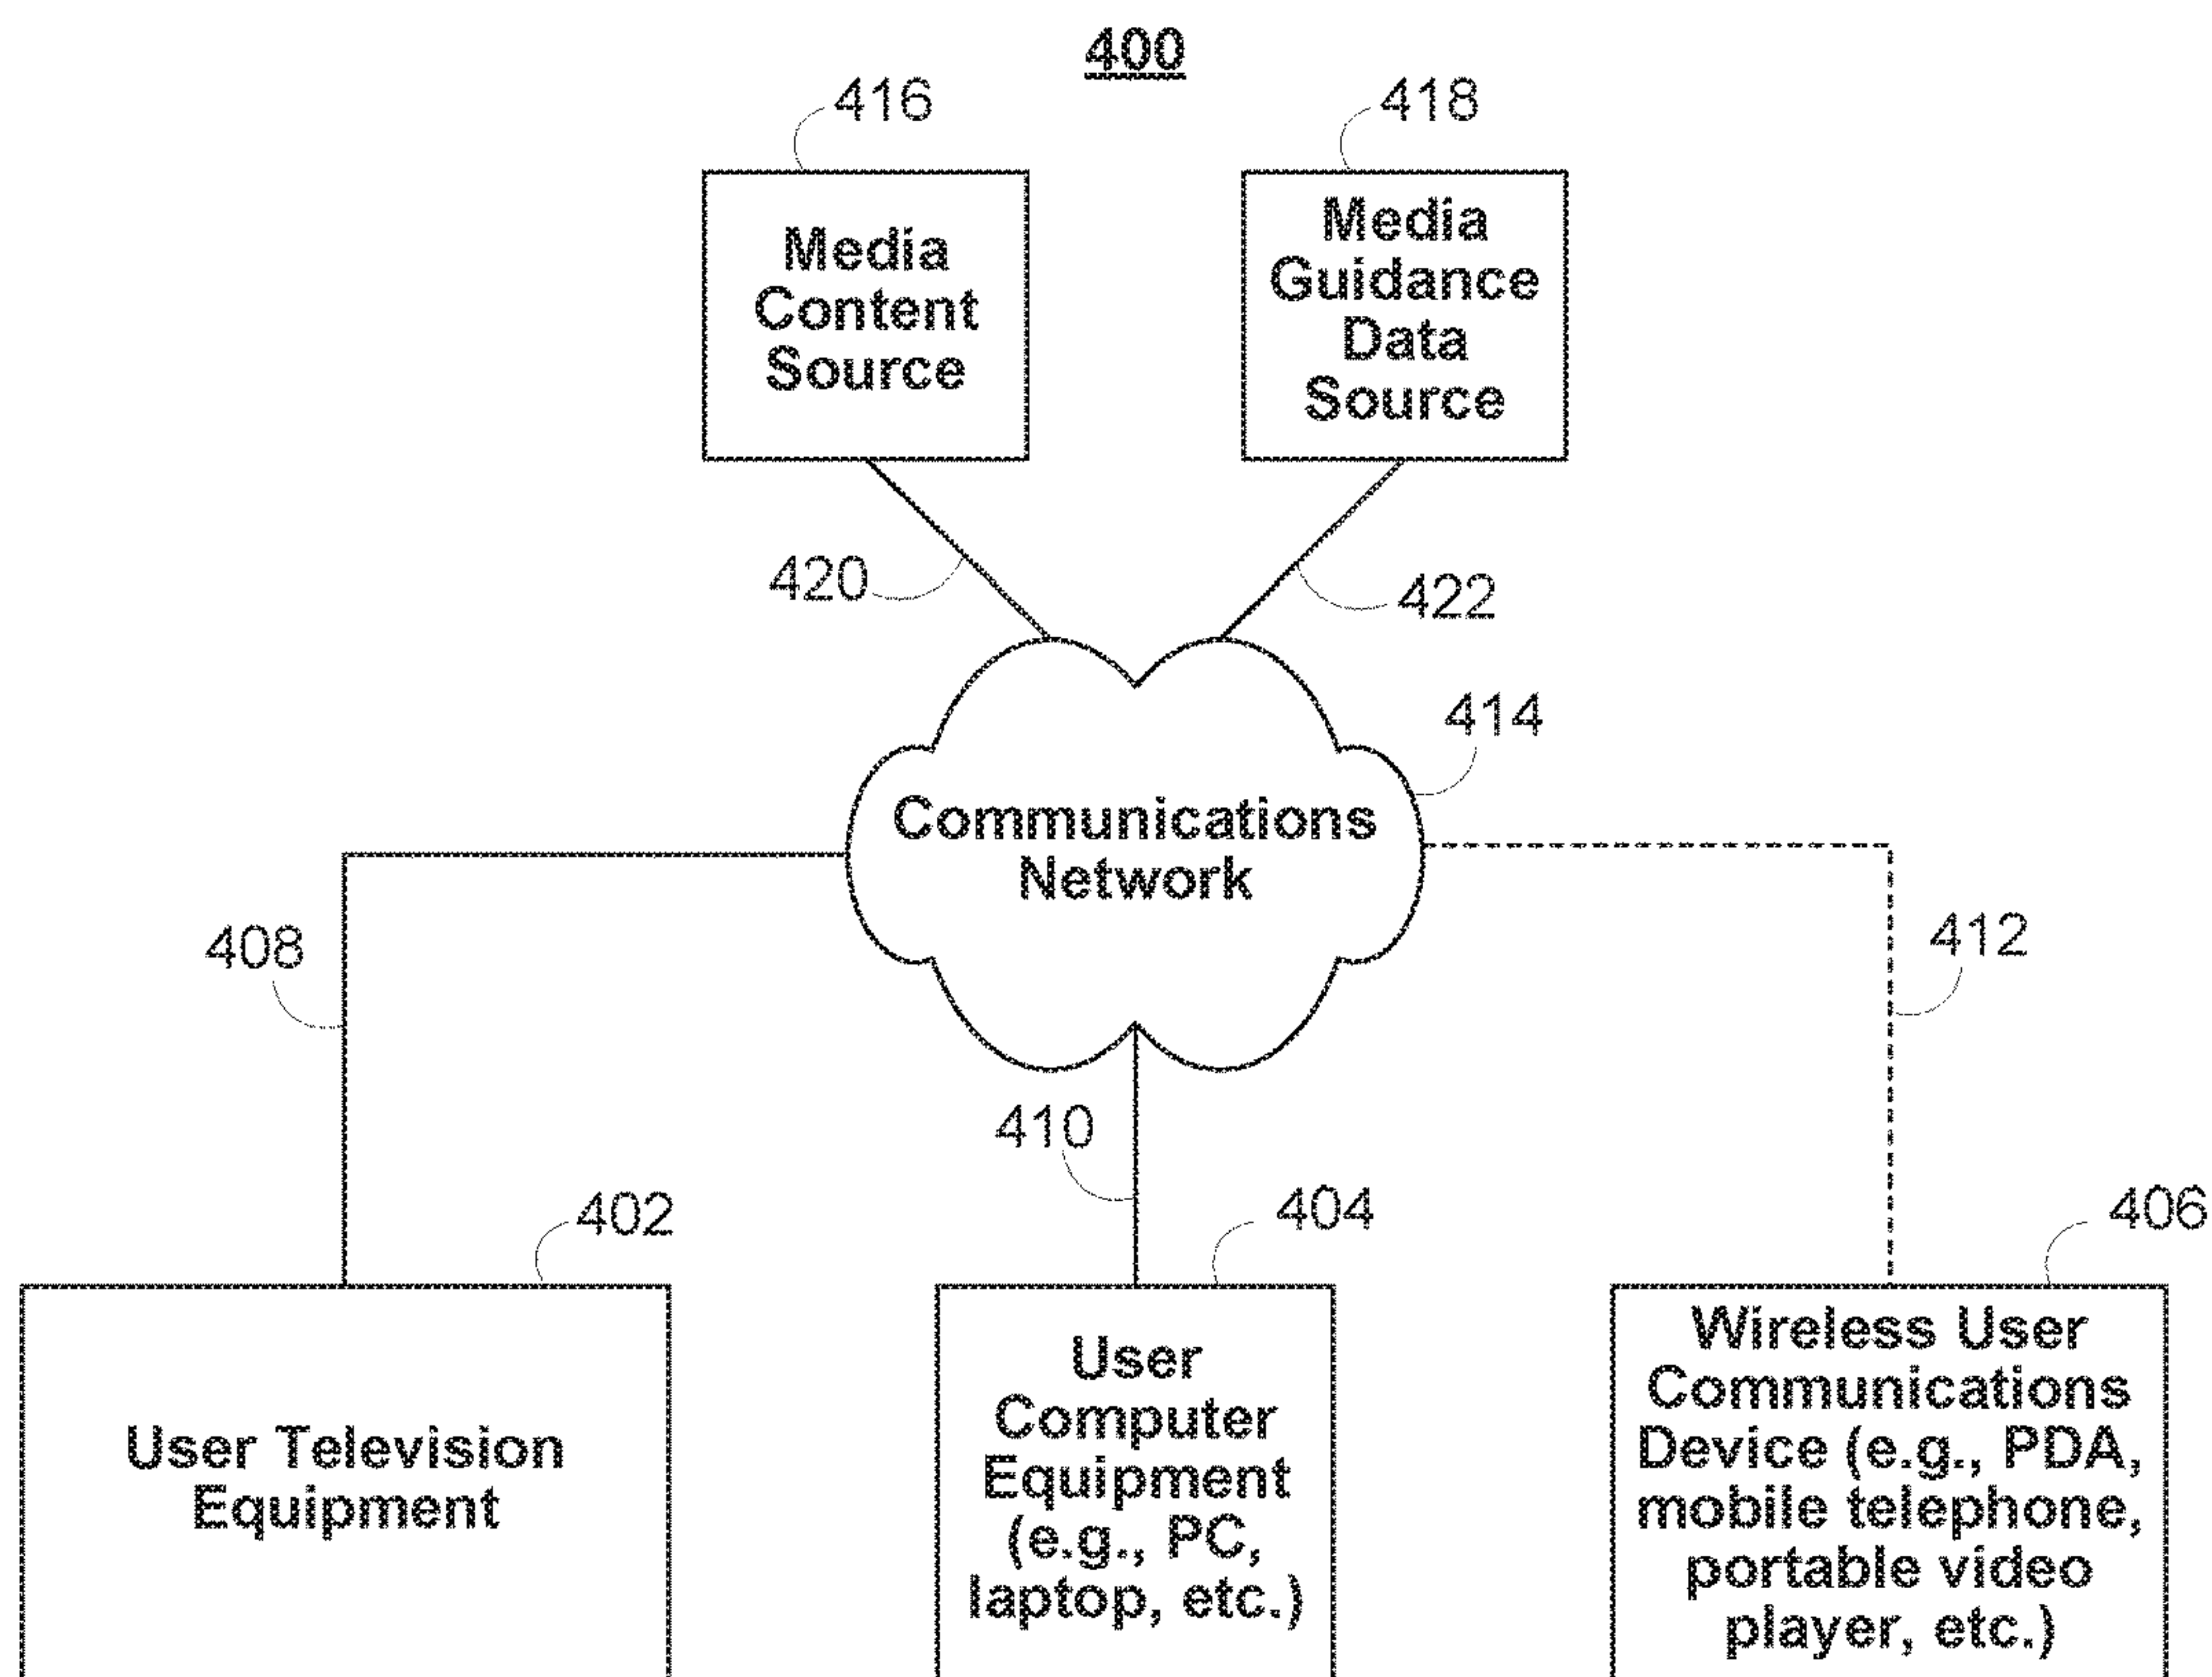 400
416
418
Media
Content
Source
Media
Guidance
Data
Source
420
422
414
Communications
Network
408
412
410
402
404
406
User Television
Equipment
User
Computer
Equipment
(e.g., PC,
laptop, etc.)
Wireless User
Communications
Device (e.g., PDA,
mobile telephone,
portable video
player, etc.)